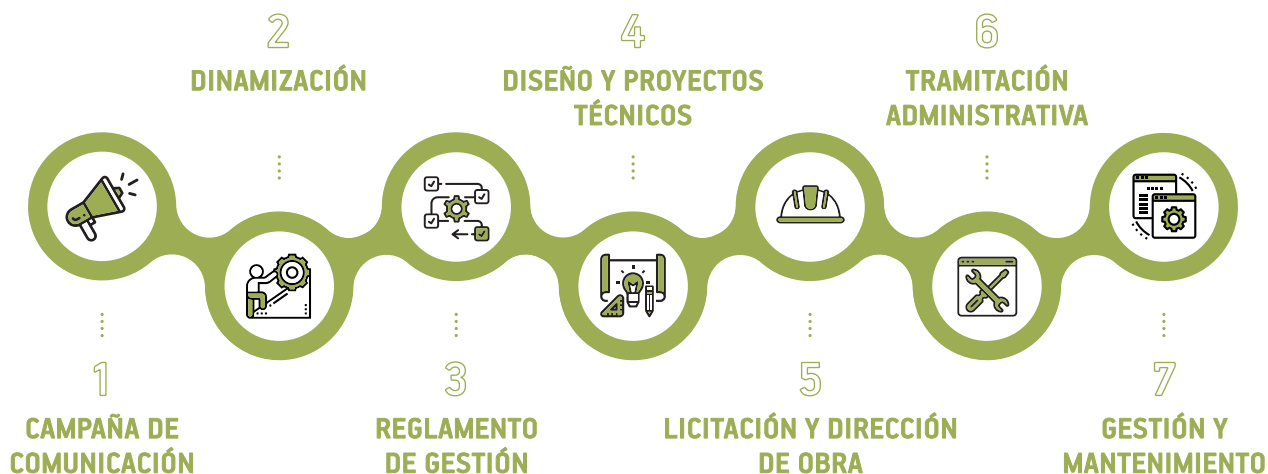 1
CAMPAÑA DE
COMUNICACIÓN
2
DINAMIZACIÓN
3
REGLAMENTO
DE GESTIÓN
4
DISEÑO Y PROYECTOS
TÉCNICOS
5
LICITACIÓN Y DIRECCIÓN
DE OBRA
6
TRAMITACIÓN
ADMINISTRATIVA
7
GESTIÓN Y
MANTENIMIENTO